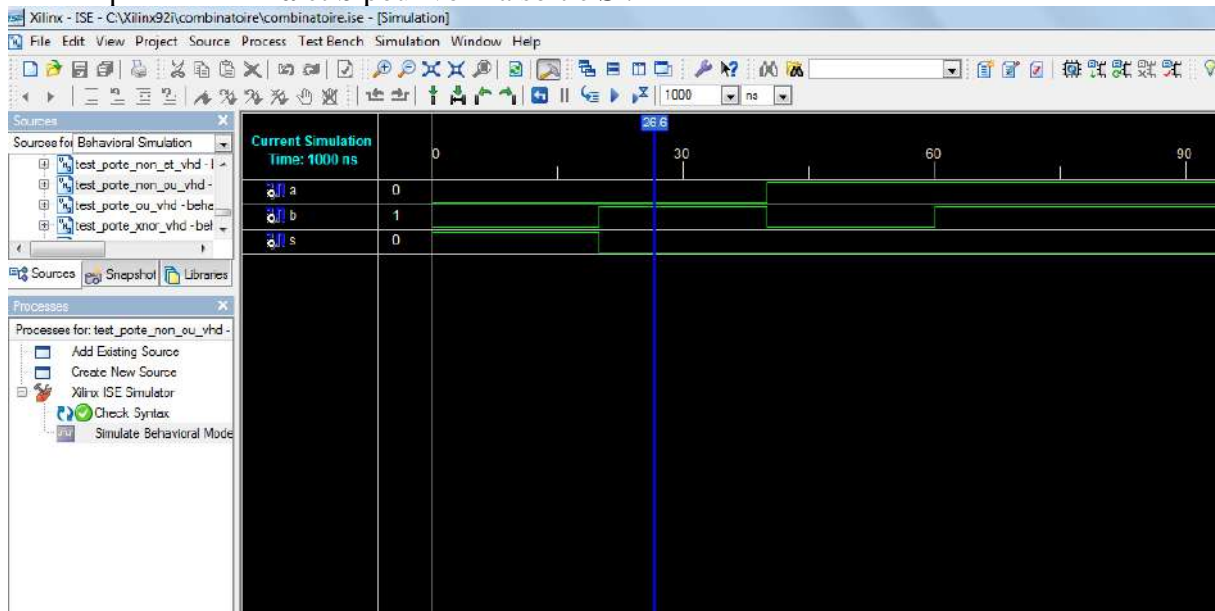 Xilinx - ISE - C:\Xilinx92i\combinatoire\combinatoire.ise - [Simulation]
File Edit View Project Source Process Test Bench Simulation Window Help
1000 ns
Sources
Sources for Behavioral Simulation
test_porte_non_et_vhd -
test_porte_non_ou_vhd -
test_porte_ou_vhd - beha
test_porte_xnor_vhd - beh
Sources Snapshot Libraries
Processes
Processes for: test_porte_non_ou_vhd -
Add Existing Source
Create New Source
Xilinx ISE Simulator
Check Syntax
Simulate Behavioral Mode
Current Simulation
Time: 1000 ns
26.6
0 30 60 90
a 0
b 1
s 0